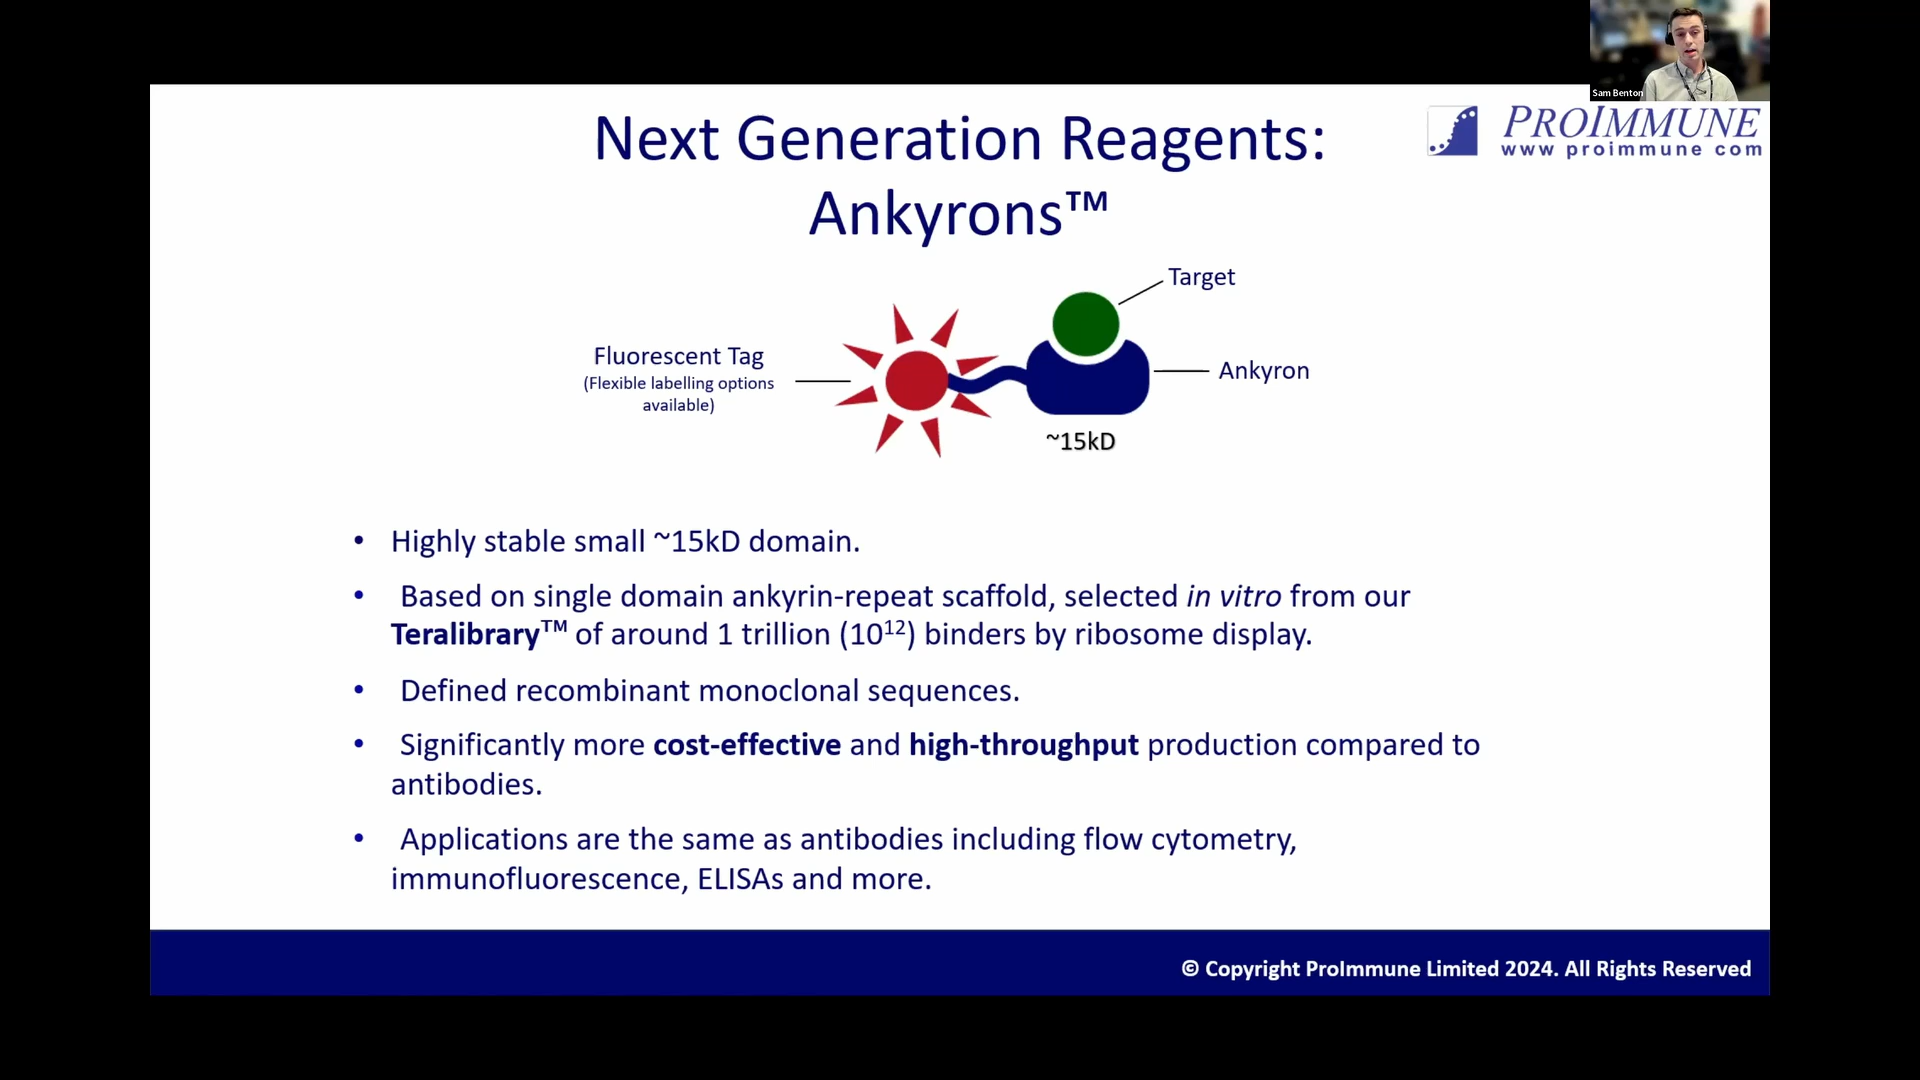 Sam Benton
PROIMMUNE
www proimmune com
Next Generation Reagents:
Ankyrons™
Target
Fluorescent Tag
(Flexible labelling options
available)
Ankyron
~15kD
• Highly stable small ~15kD domain.
• Based on single domain ankyrin-repeat scaffold, selected in vitro from our
Teralibrary™ of around 1 trillion (10¹²) binders by ribosome display.
• Defined recombinant monoclonal sequences.
• Significantly more cost-effective and high-throughput production compared to
antibodies.
• Applications are the same as antibodies including flow cytometry,
immunofluorescence, ELISAs and more.
© Copyright ProImmune Limited 2024. All Rights Reserved